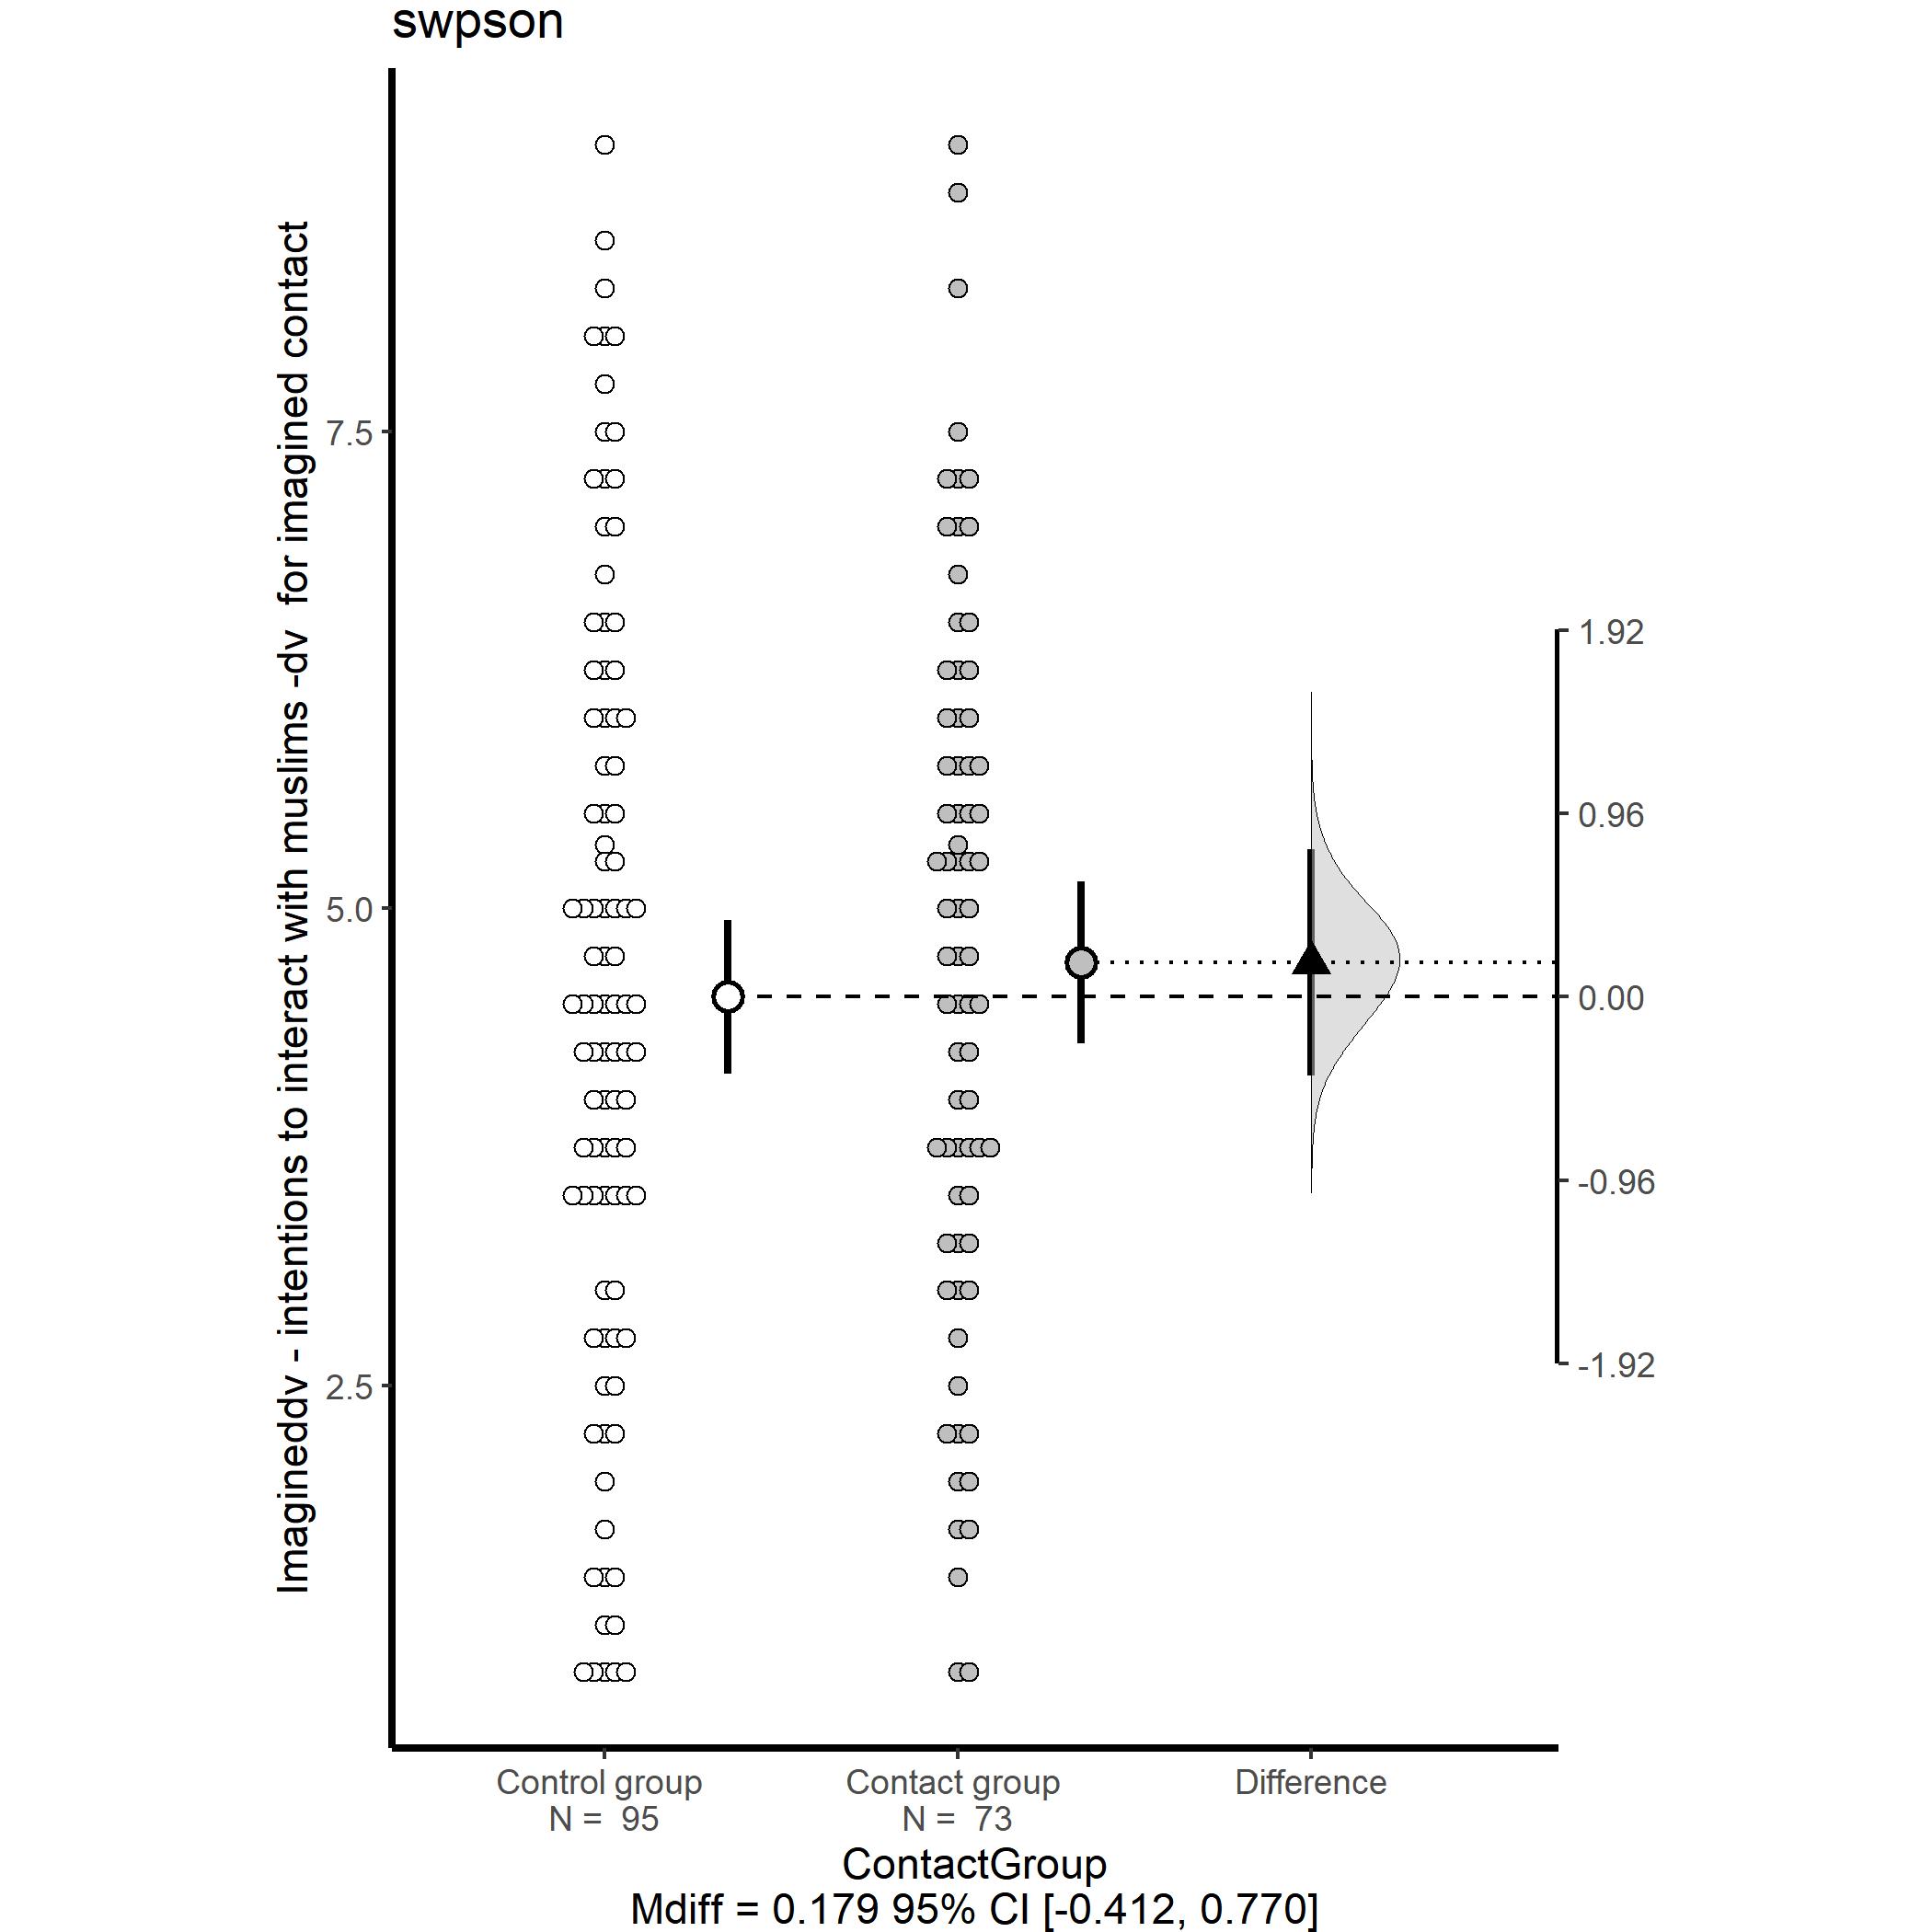 swpson
Imagineddv - intentions to interact with muslims -dv  for imagined contact
7.5
5.0
2.5
1.92
0.96
0.00
-0.96
-1.92
Control group
N =  95
Contact group
N =  73
Difference
ContactGroup
Mdiff = 0.179 95% CI [-0.412, 0.770]